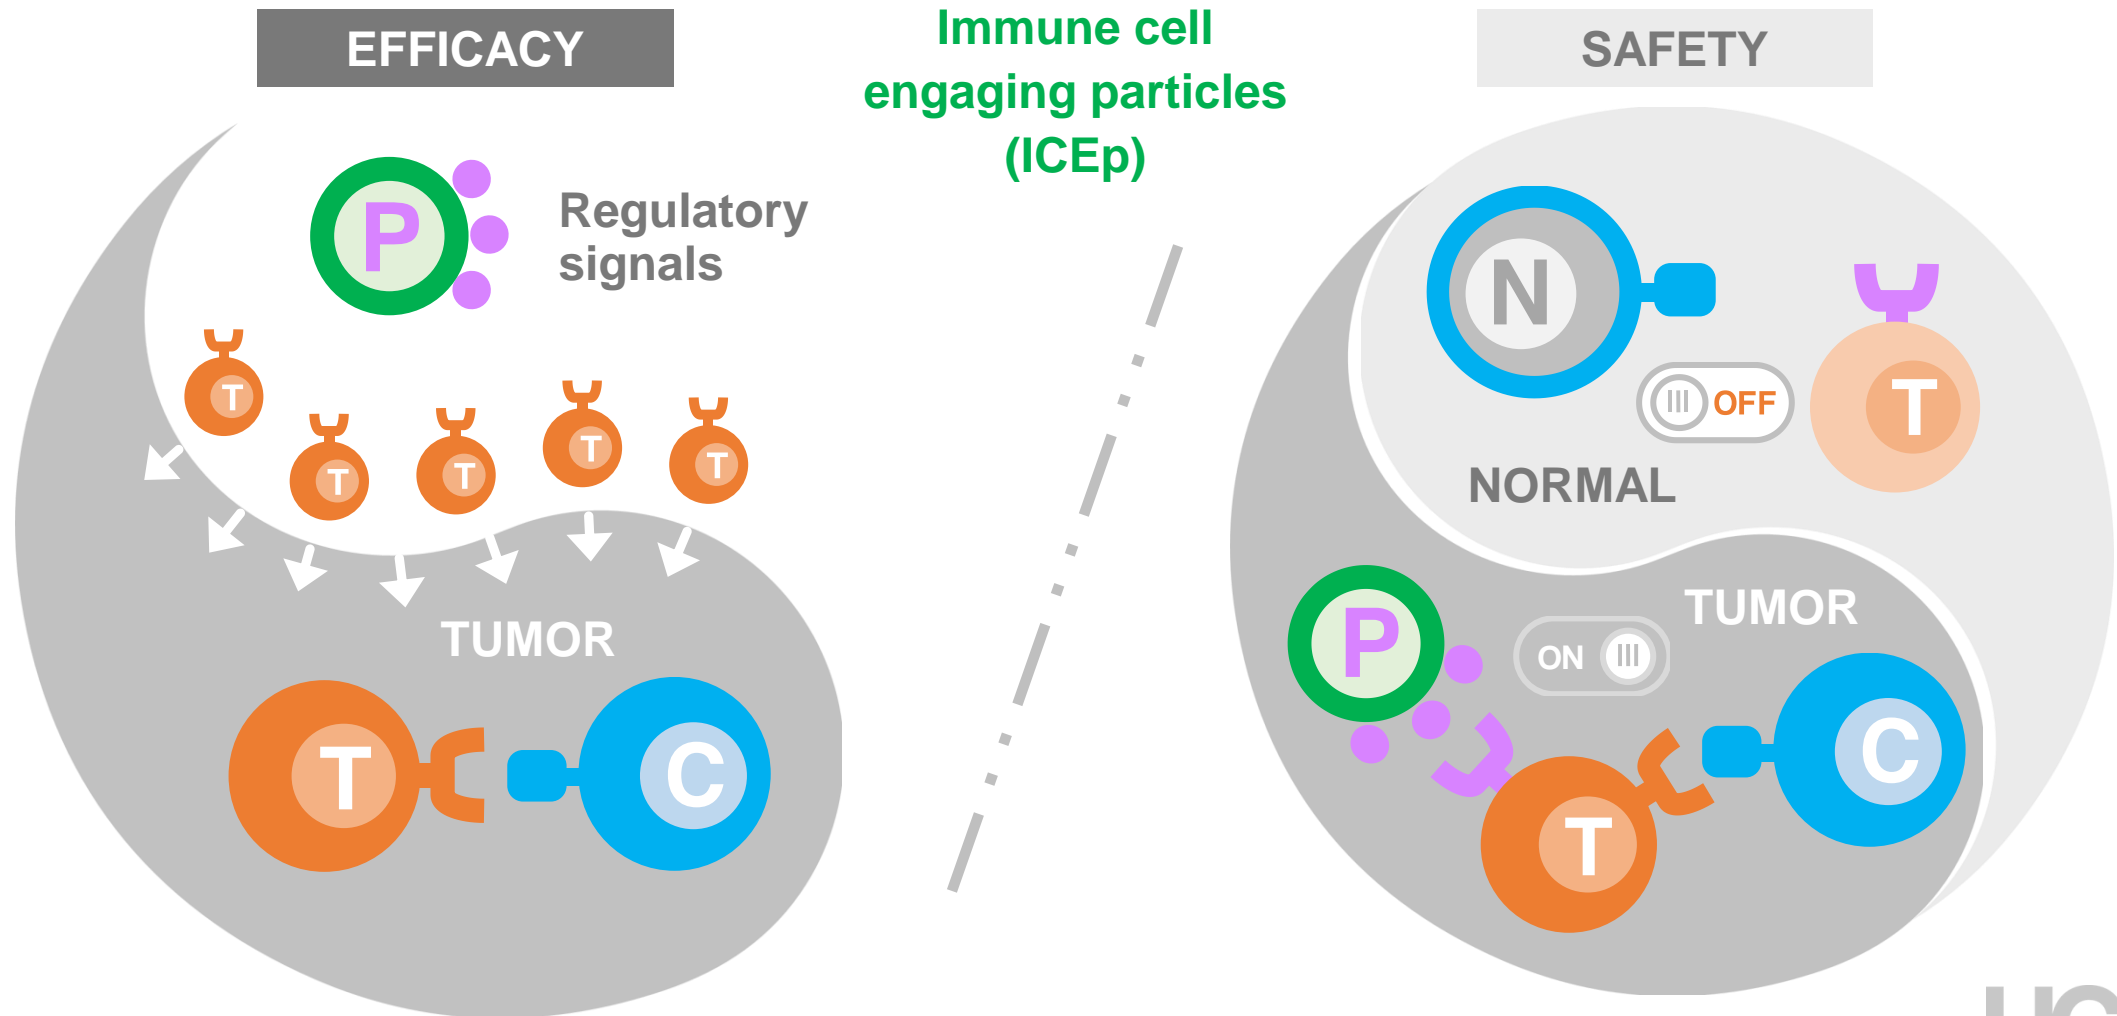 EFFICACY
Immune cell
engaging particles
(ICEp)
SAFETY
P
Regulatory
signals
T
T
T
T
T
TUMOR
T
C
N
OFF
T
NORMAL
TUMOR
P
ON
C
T